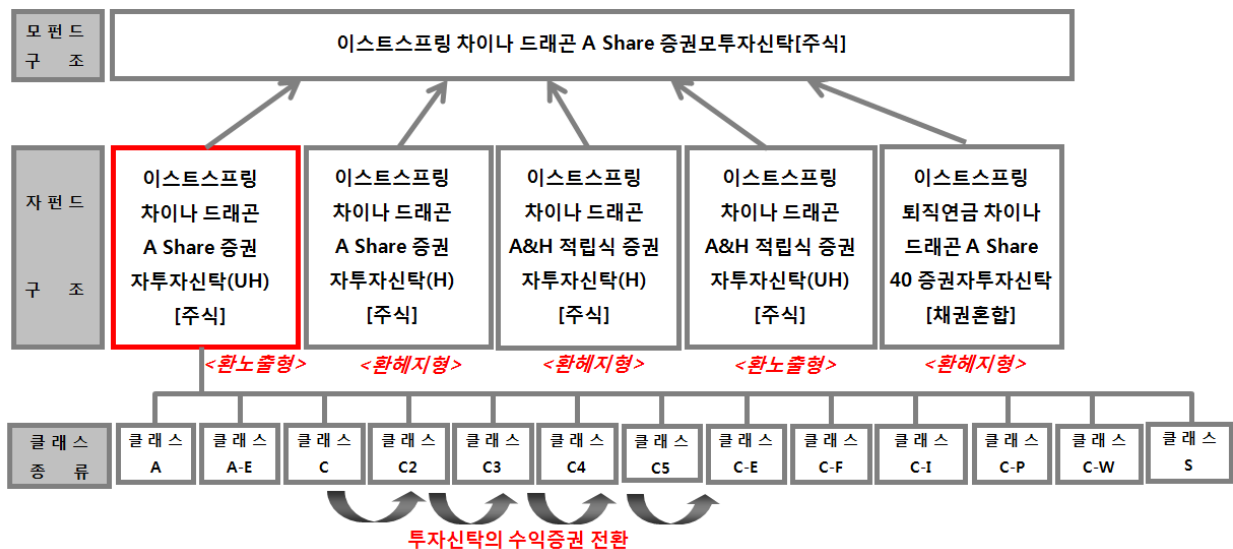 모 펀 드
구 조
이스트스프링 차이나 드래곤 A Share 증권모투자신탁[주식]
자 펀 드
구 조
이스트스프링
차이나 드래곤
A Share 증권
자투자신탁(UH)
[주식]
이스트스프링
차이나 드래곤
A Share 증권
자투자신탁(H)
[주식]
이스트스프링
차이나 드래곤
A&H 적립식 증권
자투자신탁(H)
[주식]
이스트스프링
차이나 드래곤
A&H 적립식 증권
자투자신탁(UH)
[주식]
이스트스프링
퇴직연금 차이나
드래곤 A Share
40 증권자투자신탁
[채권혼합]
<환노출형>
<환헤지형>
<환헤지형>
<환노출형>
<환헤지형>
클 래 스
종 류
클 래 스
A
클 래 스
A-E
클 래 스
C
클 래 스
C2
클 래 스
C3
클 래 스
C4
클 래 스
C5
클 래 스
C-E
클 래 스
C-F
클 래 스
C-I
클 래 스
C-P
클 래 스
C-W
클 래 스
S
투자신탁의 수익증권 전환